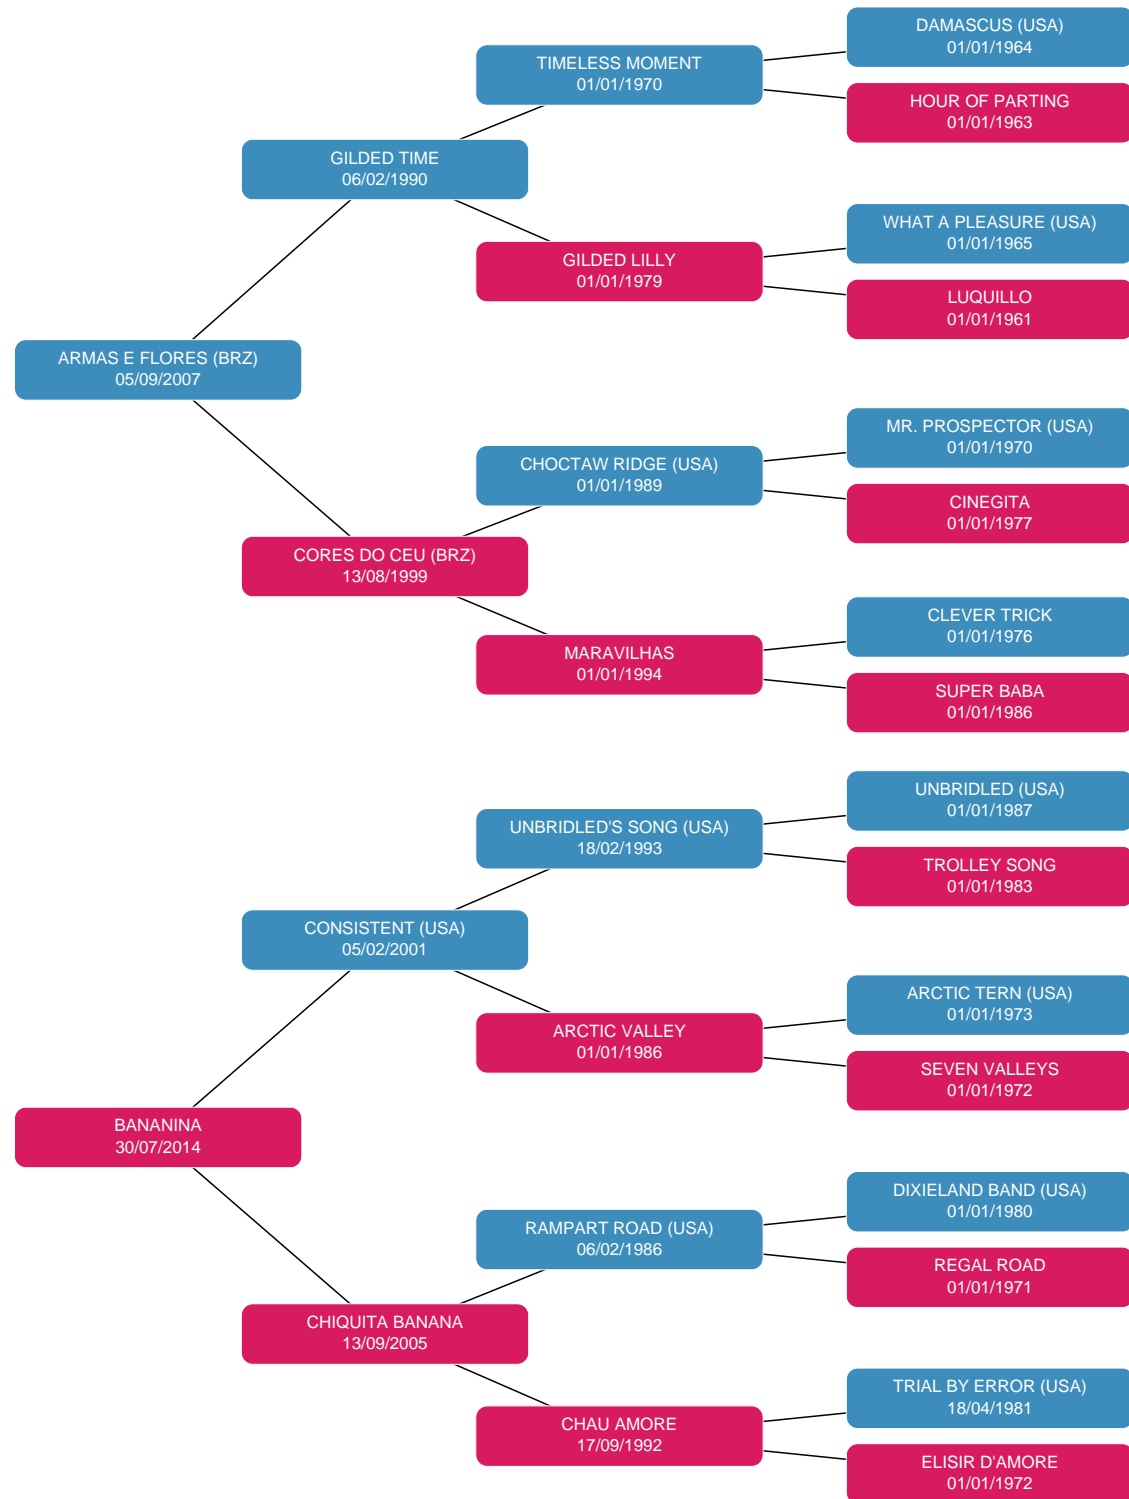 DAMASCUS (USA)
01/01/1964
TIMELESS MOMENT
01/01/1970
HOUR OF PARTING
01/01/1963
GILDED TIME
06/02/1990
WHAT A PLEASURE (USA)
01/01/1965
GILDED LILLY
01/01/1979
LUQUILLO
01/01/1961
ARMAS E FLORES (BRZ)
05/09/2007
MR. PROSPECTOR (USA)
01/01/1970
CHOCTAW RIDGE (USA)
01/01/1989
CINEGITA
01/01/1977
CORES DO CEU (BRZ)
13/08/1999
CLEVER TRICK
01/01/1976
MARAVILHAS
01/01/1994
SUPER BABA
01/01/1986
UNBRIDLED (USA)
01/01/1987
UNBRIDLED'S SONG (USA)
18/02/1993
TROLLEY SONG
01/01/1983
CONSISTENT (USA)
05/02/2001
ARCTIC TERN (USA)
01/01/1973
ARCTIC VALLEY
01/01/1986
SEVEN VALLEYS
01/01/1972
BANANINA
30/07/2014
DIXIELAND BAND (USA)
01/01/1980
RAMPART ROAD (USA)
06/02/1986
REGAL ROAD
01/01/1971
CHIQUITA BANANA
13/09/2005
TRIAL BY ERROR (USA)
18/04/1981
CHAU AMORE
17/09/1992
ELISIR D'AMORE
01/01/1972